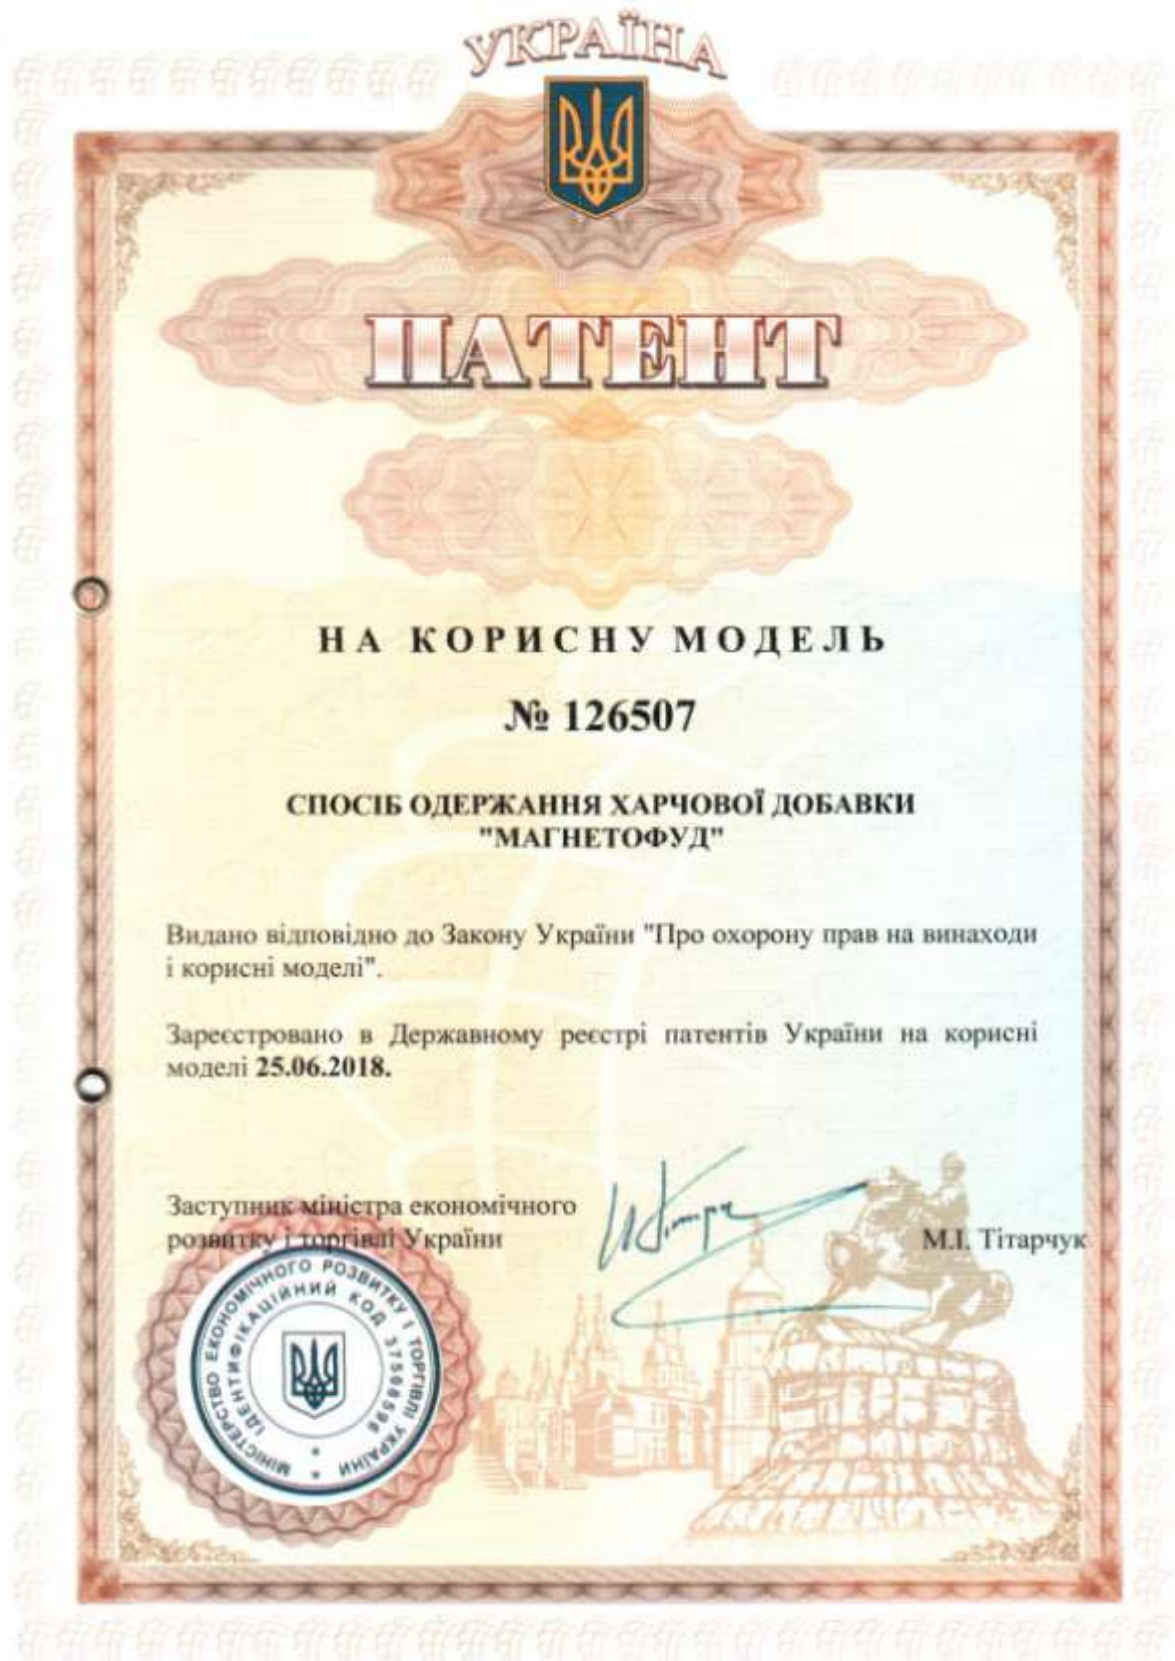 УКРАЇНА
ПАТЕНТ
НА КОРИСНУ МОДЕЛЬ
№ 126507
СПОСІБ ОДЕРЖАННЯ ХАРЧОВОЇ ДОБАВКИ
"МАГНЕТОФУД"
Видано відповідно до Закону України "Про охорону прав на винаходи
і корисні моделі".
Зареєстровано в Державному реєстрі патентів України на корисні
моделі 25.06.2018.
Заступник міністра економічного
розвитку і торгівлі України
М.І. Тітарчук
МІНІСТЕРСТВО ЕКОНОМІЧНОГО РОЗВИТКУ І ТОРГІВЛІ УКРАЇНИ *
ІДЕНТИФІКАЦІЙНИЙ КОД 37508596 *